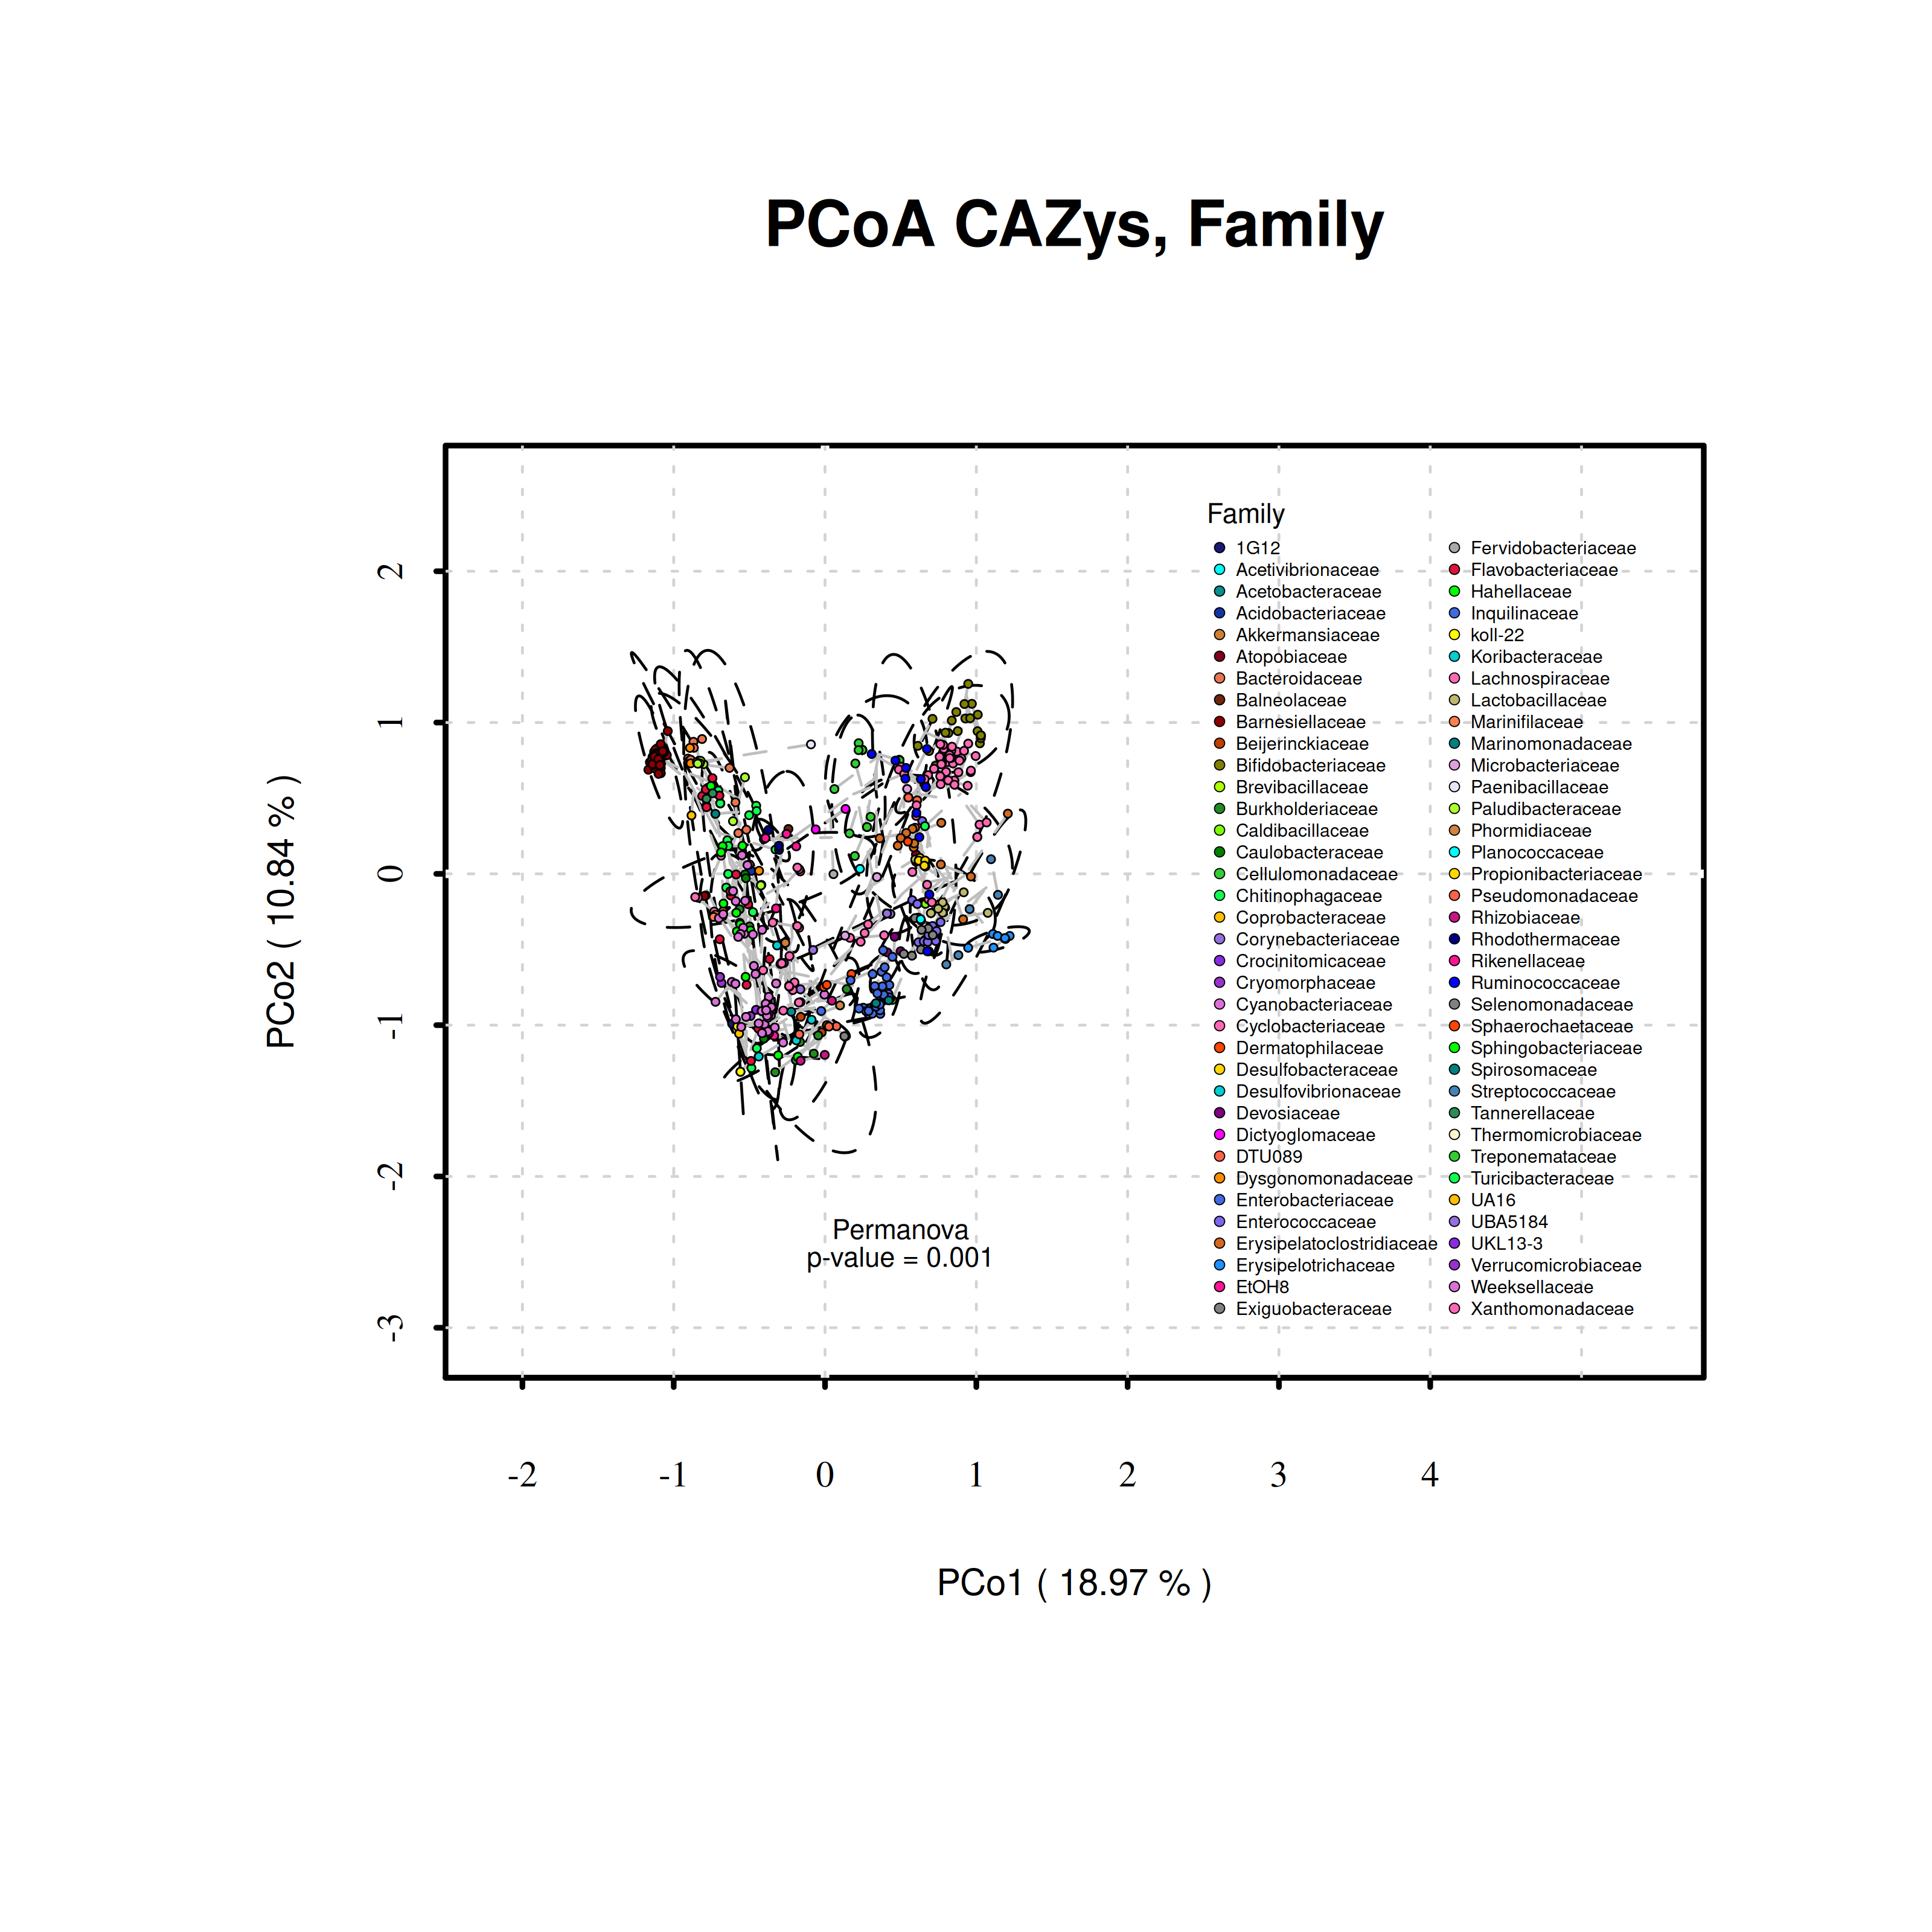 PCoA CAZys, Family
PCo2 ( 10.84 % )
2
1
0
-1
-2
-3
Family
1G12
Acetivibrionaceae
Acetobacteraceae
Acidobacteriaceae
Akkermansiaceae
Atopobiaceae
Bacteroidaceae
Balneolaceae
Barnesiellaceae
Beijerinckiaceae
Bifidobacteriaceae
Brevibacillaceae
Burkholderiaceae
Caldibacillaceae
Caulobacteraceae
Cellulomonadaceae
Chitinophagaceae
Coprobacteraceae
Corynebacteriaceae
Crocinitomicaceae
Cryomorphaceae
Cyanobacteriaceae
Cyclobacteriaceae
Dermatophilaceae
Desulfobacteraceae
Desulfovibrionaceae
Devosiaceae
Dictyoglomaceae
DTU089
Dysgonomonadaceae
Enterobacteriaceae
Enterococcaceae
Erysipelatoclostridiaceae
Erysipelotrichaceae
EtOH8
Exiguobacteraceae
Fervidobacteriaceae
Flavobacteriaceae
Hahellaceae
Inquilinaceae
koll-22
Koribacteraceae
Lachnospiraceae
Lactobacillaceae
Marinifilaceae
Marinomonadaceae
Microbacteriaceae
Paenibacillaceae
Paludibacteraceae
Phormidiaceae
Planococcaceae
Propionibacteriaceae
Pseudomonadaceae
Rhizobiaceae
Rhodothermaceae
Rikenellaceae
Ruminococcaceae
Selenomonadaceae
Sphaerochaetaceae
Sphingobacteriaceae
Spirosomaceae
Streptococcaceae
Tannerellaceae
Thermomicrobiaceae
Treponemataceae
Turicibacteraceae
UA16
UBA5184
UKL13-3
Verrucomicrobiaceae
Weeksellaceae
Xanthomonadaceae
Permanova
p-value = 0.001
-2
-1
0
1
2
3
4
PCo1 ( 18.97 % )